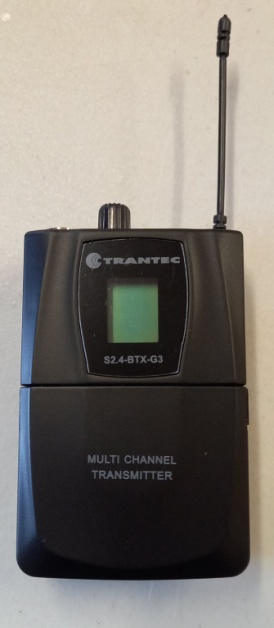 TRANTEC
S2.4-BTX-G3
MULTI CHANNEL
TRANSMITTER